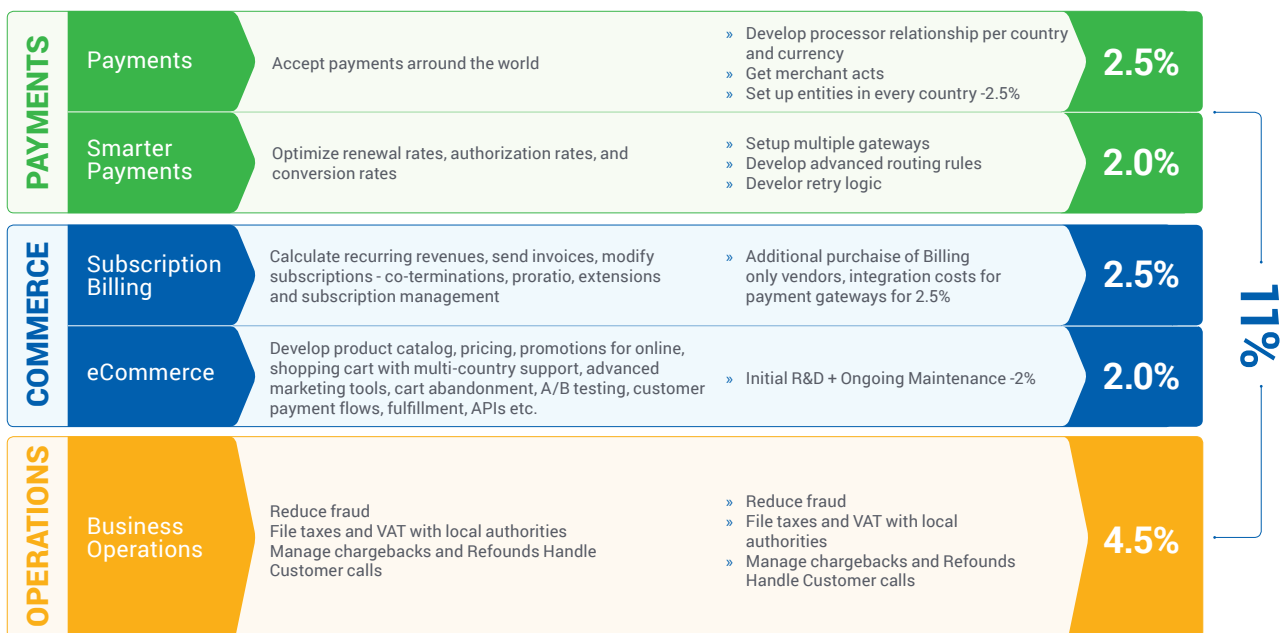 PAYMENTS
Payments
Accept payments arround the world
» Develop processor relationship per country
and currency
» Get merchant acts
» Set up entities in every country -2.5%
2.5%
Smarter
Payments
Optimize renewal rates, authorization rates, and
conversion rates
» Setup multiple gateways
» Develop advanced routing rules
» Develor retry logic
2.0%
COMMERCE
Subscription
Billing
Calculate recurring revenues, send invoices, modify
subscriptions - co-terminations, proratio, extensions
and subscription management
» Additional purchaise of Billing
only vendors, integration costs for
payment gateways for 2.5%
2.5%
eCommerce
Develop product catalog, pricing, promotions for online,
shopping cart with multi-country support, advanced
marketing tools, cart abandonment, A/B testing, customer
payment flows, fulfillment, APIs etc.
» Initial R&D + Ongoing Maintenance -2%
2.0%
OPERATIONS
Business
Operations
Reduce fraud
File taxes and VAT with local authorities
Manage chargebacks and Refunds Handle
Customer calls
» Reduce fraud
» File taxes and VAT with local
authorities
» Manage chargebacks and Refunds
Handle Customer calls
4.5%
11%